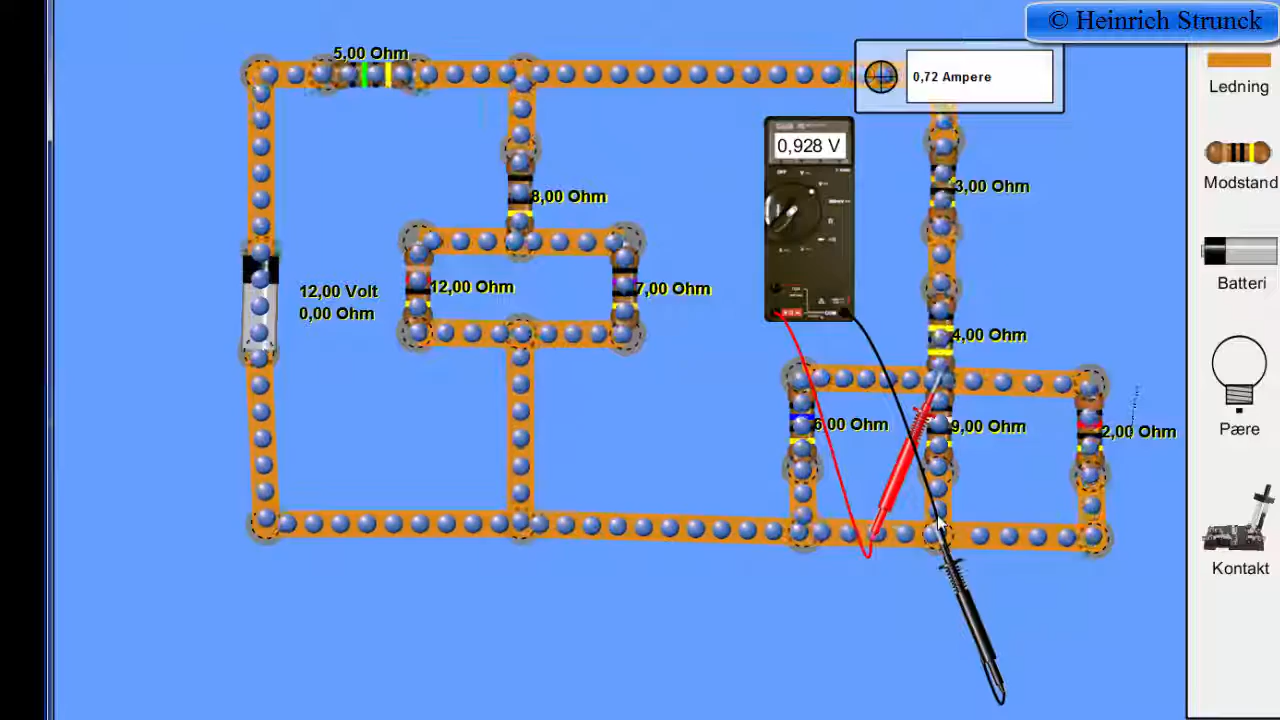 © Heinrich Strunck
5,00 Ohm
0,72 Ampere
Ledning
0,928 V
OFF
Modstand
3,00 Ohm
8,00 Ohm
12,00 Volt
0,00 Ohm
12,00 Ohm
7,00 Ohm
COM
Batteri
4,00 Ohm
6,00 Ohm
9,00 Ohm
2,00 Ohm
Pære
Kontakt